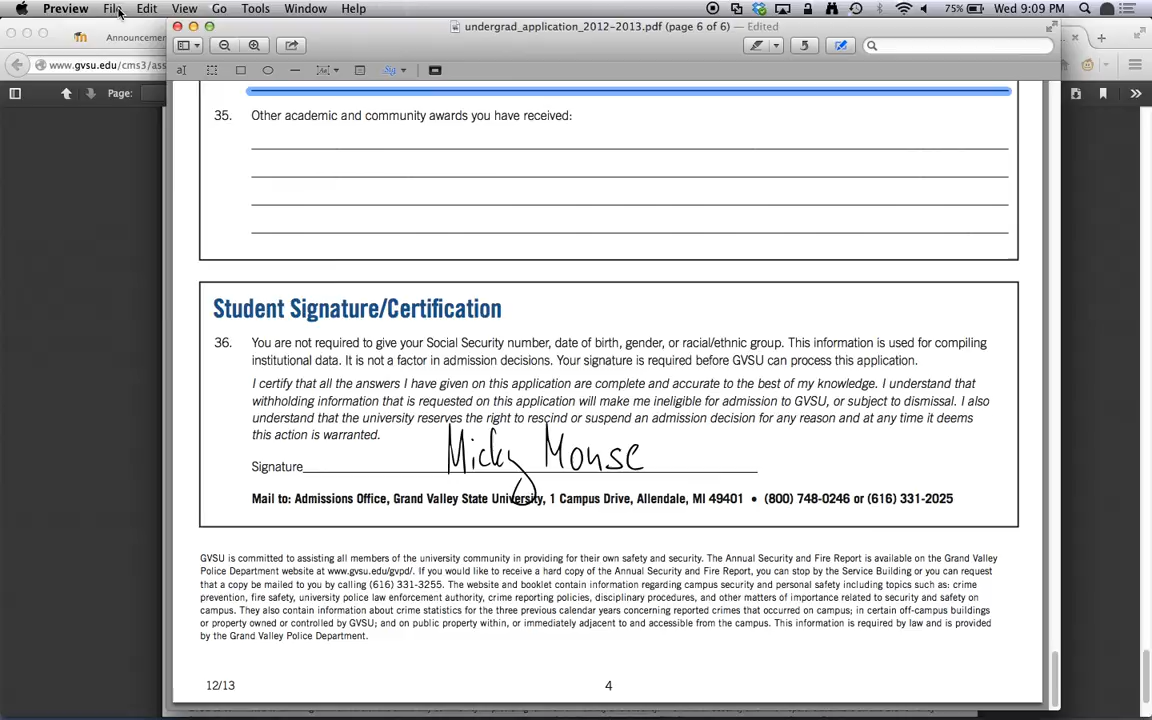 Preview File Edit View Go Tools Window Help 75% Wed 9:09 PM
Announcemen
undergrad_application_2012-2013.pdf (page 6 of 6) — Edited
www.gvsu.edu/cms3/ass
Page:
35. Other academic and community awards you have received:
Student Signature/Certification
36. You are not required to give your Social Security number, date of birth, gender, or racial/ethnic group. This information is used for compiling
institutional data. It is not a factor in admission decisions. Your signature is required before GVSU can process this application.
I certify that all the answers I have given on this application are complete and accurate to the best of my knowledge. I understand that
withholding information that is requested on this application will make me ineligible for admission to GVSU, or subject to dismissal. I also
understand that the university reserves the right to rescind or suspend an admission decision for any reason and at any time it deems
this action is warranted.
Signature Micky Mouse
Mail to: Admissions Office, Grand Valley State University, 1 Campus Drive, Allendale, MI 49401 • (800) 748-0246 or (616) 331-2025
GVSU is committed to assisting all members of the university community in providing for their own safety and security. The Annual Security and Fire Report is available on the Grand Valley
Police Department website at www.gvsu.edu/gvpd/. If you would like to receive a hard copy of the Annual Security and Fire Report, you can stop by the Service Building or you can request
that a copy be mailed to you by calling (616) 331-3255. The website and booklet contain information regarding campus security and personal safety including topics such as: crime
prevention, fire safety, university police law enforcement authority, crime reporting policies, disciplinary procedures, and other matters of importance related to security and safety on
campus. They also contain information about crime statistics for the three previous calendar years concerning reported crimes that occurred on campus; in certain off-campus buildings
or property owned or controlled by GVSU; and on public property within, or immediately adjacent to and accessible from the campus. This information is required by law and is provided
by the Grand Valley Police Department.
12/13 4